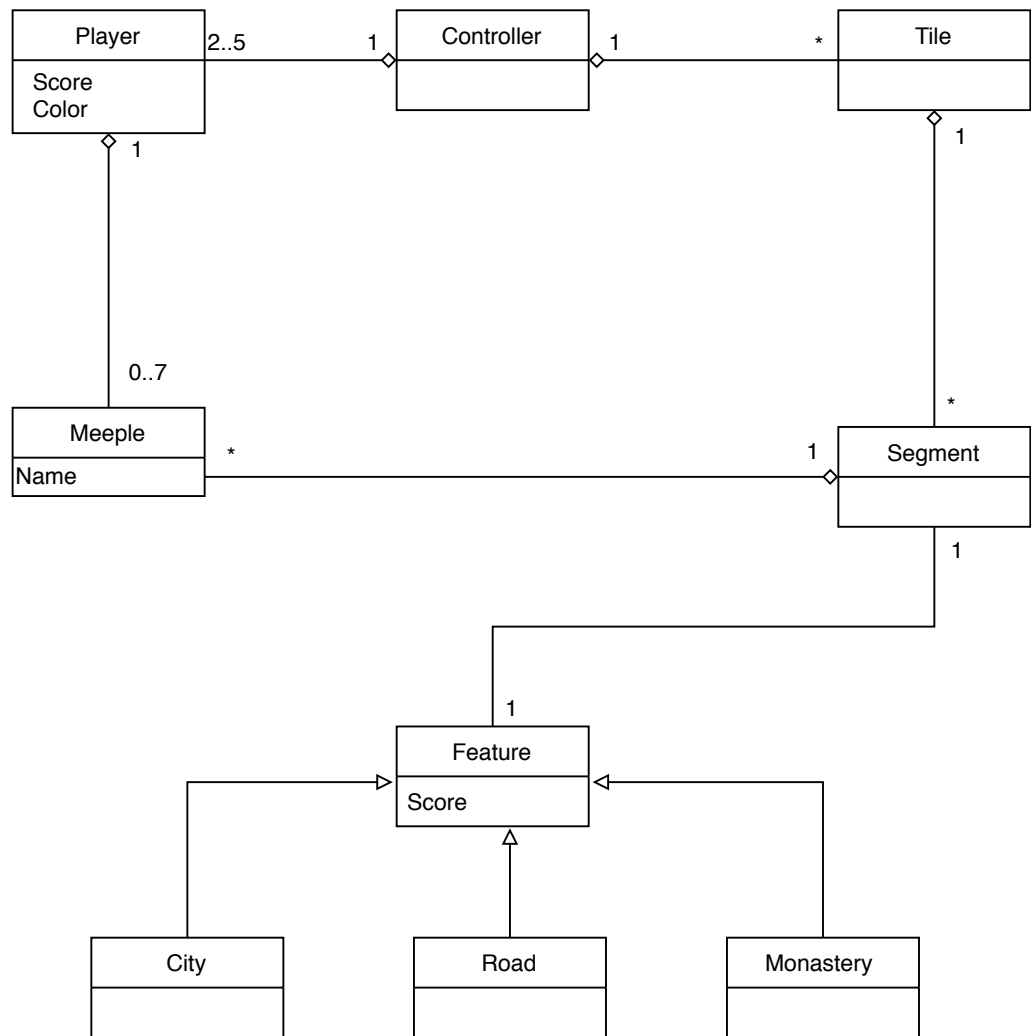 Player
Controller
Tile
2..5
1
1
*
Score
Color
1
1
0..7
*
Meeple
*
1
Segment
Name
1
1
Feature
Score
City
Road
Monastery